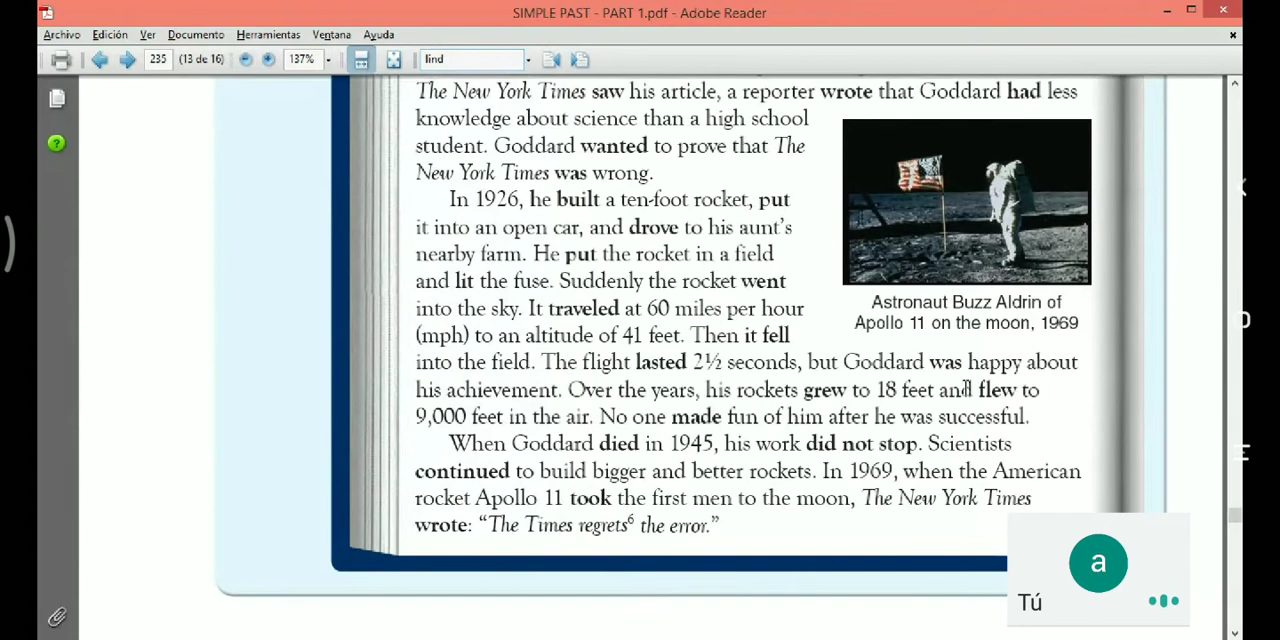 SIMPLE PAST - PART 1.pdf - Adobe Reader
Archivo Edición Ver Documento Herramientas Ventana Ayuda
235 (13 de 16) 137% lind
The New York Times saw his article, a reporter wrote that Goddard had less
knowledge about science than a high school
student. Goddard wanted to prove that The
New York Times was wrong.
In 1926, he built a ten-foot rocket, put
it into an open car, and drove to his aunt's
nearby farm. He put the rocket in a field
and lit the fuse. Suddenly the rocket went
into the sky. It traveled at 60 miles per hour
(mph) to an altitude of 41 feet. Then it fell
into the field. The flight lasted 2½ seconds, but Goddard was happy about
his achievement. Over the years, his rockets grew to 18 feet and flew to
9,000 feet in the air. No one made fun of him after he was successful.
When Goddard died in 1945, his work did not stop. Scientists
continued to build bigger and better rockets. In 1969, when the American
rocket Apollo 11 took the first men to the moon, The New York Times
wrote: "The Times regrets⁶ the error."
Astronaut Buzz Aldrin of
Apollo 11 on the moon, 1969
a
Tú